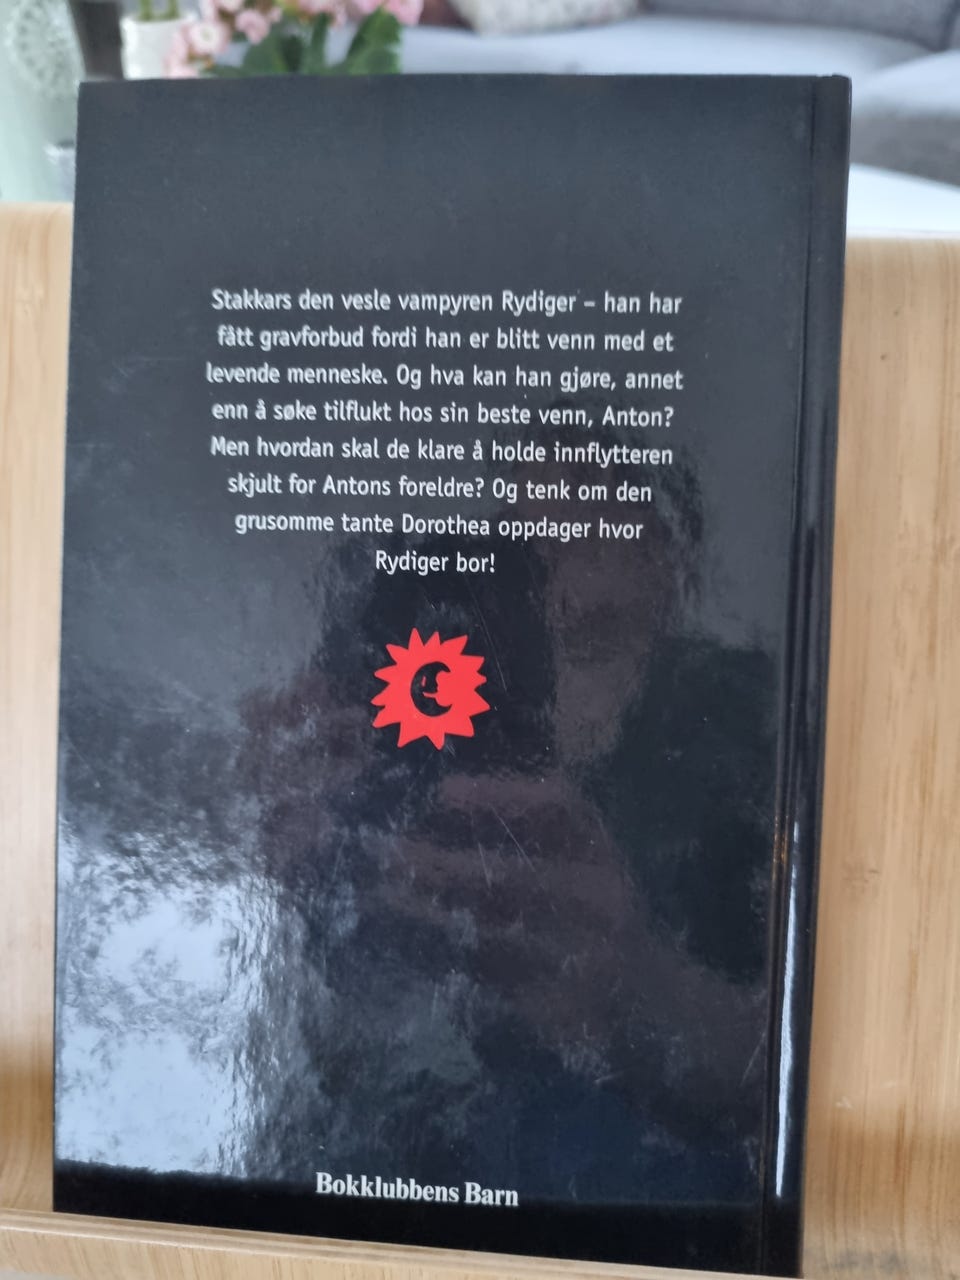 Stakkars den vesle vampyren Rydiger – han har
fått gravforbud fordi han er blitt venn med et
levende menneske. Og hva kan han gjøre, annet
enn å søke tilflukt hos sin beste venn, Anton?
Men hvordan skal de klare å holde innflytteren
skjult for Antons foreldre? Og tenk om den
grusomme tante Dorothea oppdager hvor
Rydiger bor!
Bokklubbens Barn